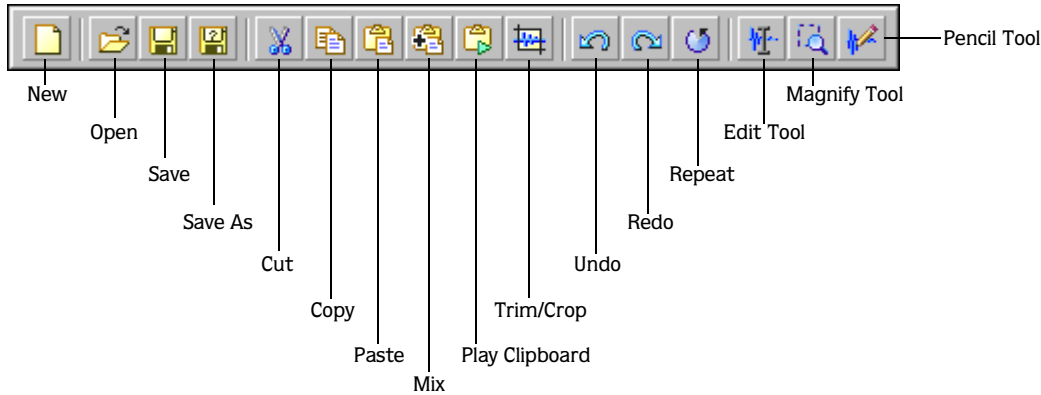 Pencil Tool
New
Magnify Tool
Open
Edit Tool
Save
Repeat
Save As
Redo
Cut
Undo
Copy
Trim/Crop
Paste
Play Clipboard
Mix